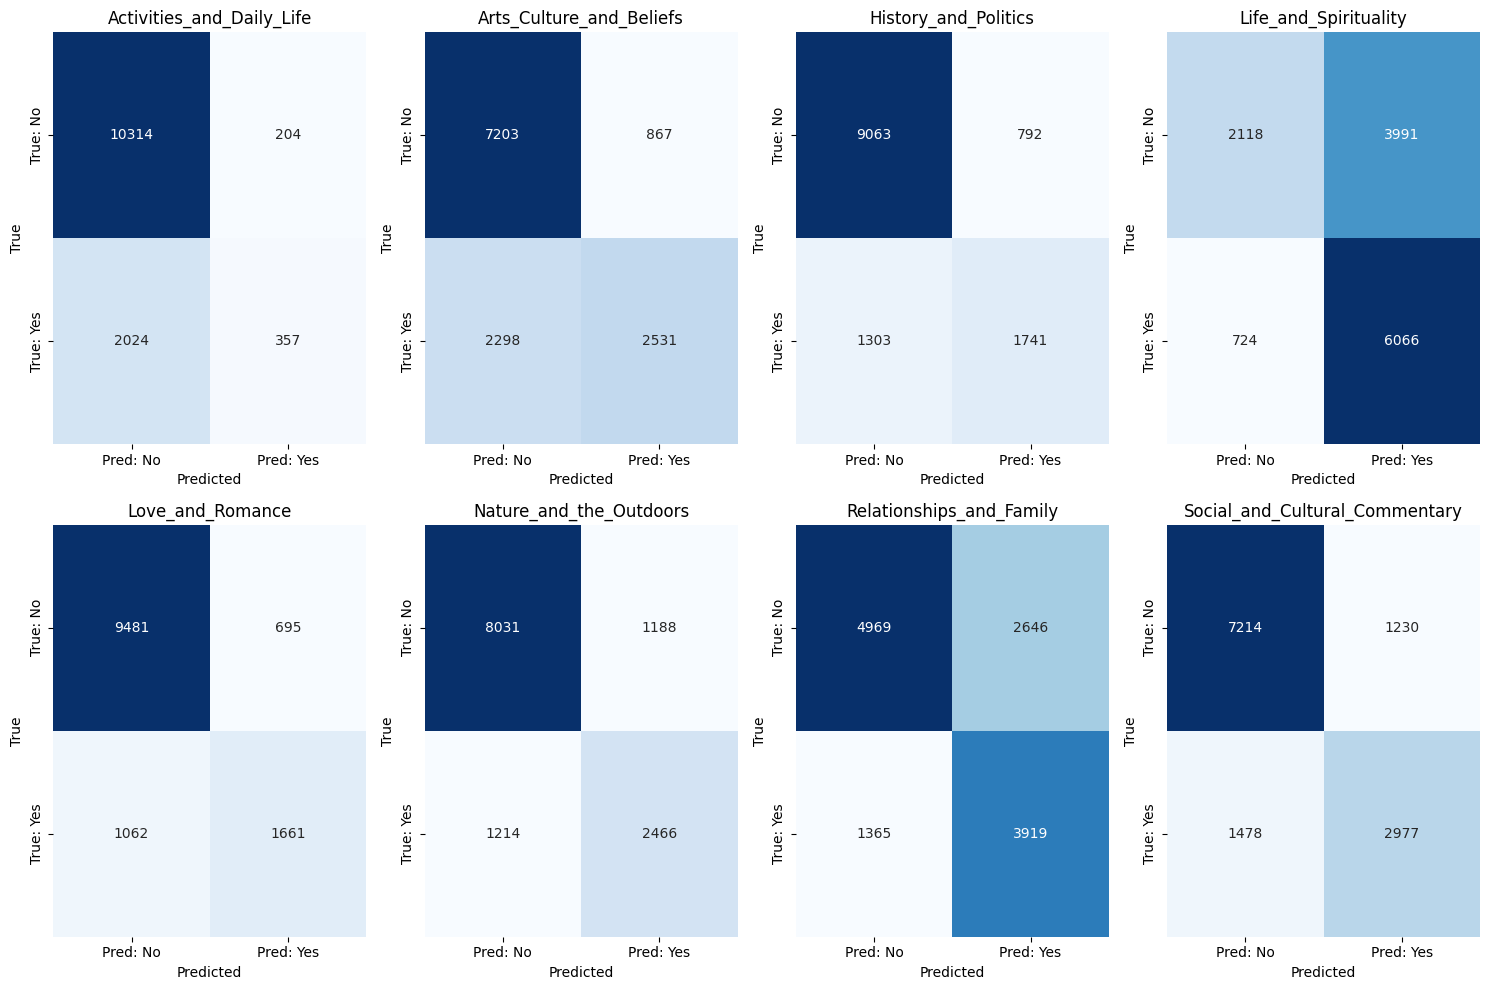 Activities_and_Daily_Life
True
True: No
True: Yes
10314
204
2024
357
Pred: No
Pred: Yes
Predicted
Arts_Culture_and_Beliefs
True
True: No
True: Yes
7203
867
2298
2531
Pred: No
Pred: Yes
Predicted
History_and_Politics
True
True: No
True: Yes
9063
792
1303
1741
Pred: No
Pred: Yes
Predicted
Life_and_Spirituality
True
True: No
True: Yes
2118
3991
724
6066
Pred: No
Pred: Yes
Predicted
Love_and_Romance
True
True: No
True: Yes
9481
695
1062
1661
Pred: No
Pred: Yes
Predicted
Nature_and_the_Outdoors
True
True: No
True: Yes
8031
1188
1214
2466
Pred: No
Pred: Yes
Predicted
Relationships_and_Family
True
True: No
True: Yes
4969
2646
1365
3919
Pred: No
Pred: Yes
Predicted
Social_and_Cultural_Commentary
True
True: No
True: Yes
7214
1230
1478
2977
Pred: No
Pred: Yes
Predicted